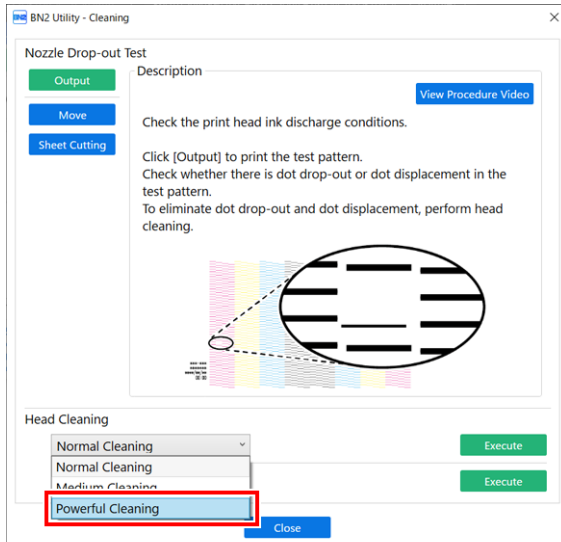 BN2 Utility - Cleaning
Nozzle Drop-out Test
Description
Output
View Procedure Video
Move
Check the print head ink discharge conditions.
Sheet Cutting
Click [Output] to print the test pattern.
Check whether there is dot drop-out or dot displacement in the
test pattern.
To eliminate dot drop-out and dot displacement, perform head
cleaning.
Head Cleaning
Normal Cleaning
Execute
Normal Cleaning
Medium Cleaning
Execute
Powerful Cleaning
Close